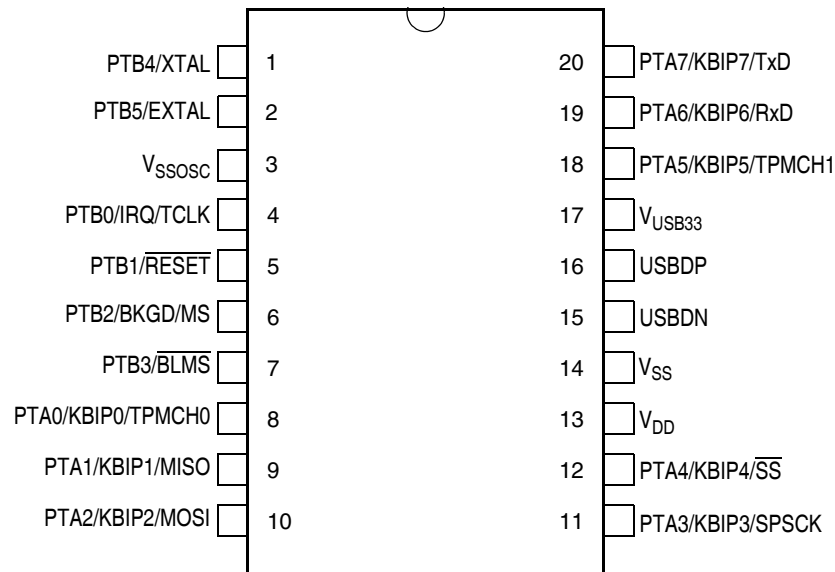 PTB4/XTAL 1 20 PTA7/KBIP7/TxD
PTB5/EXTAL 2 19 PTA6/KBIP6/RxD
VSSOSC 3 18 PTA5/KBIP5/TPMCH1
PTB0/IRQ/TCLK 4 17 VUSB33
PTB1/RESET 5 16 USBDP
PTB2/BKGD/MS 6 15 USBDN
PTB3/BLMS 7 14 VSS
PTA0/KBIP0/TPMCH0 8 13 VDD
PTA1/KBIP1/MISO 9 12 PTA4/KBIP4/SS
PTA2/KBIP2/MOSI 10 11 PTA3/KBIP3/SPSCK